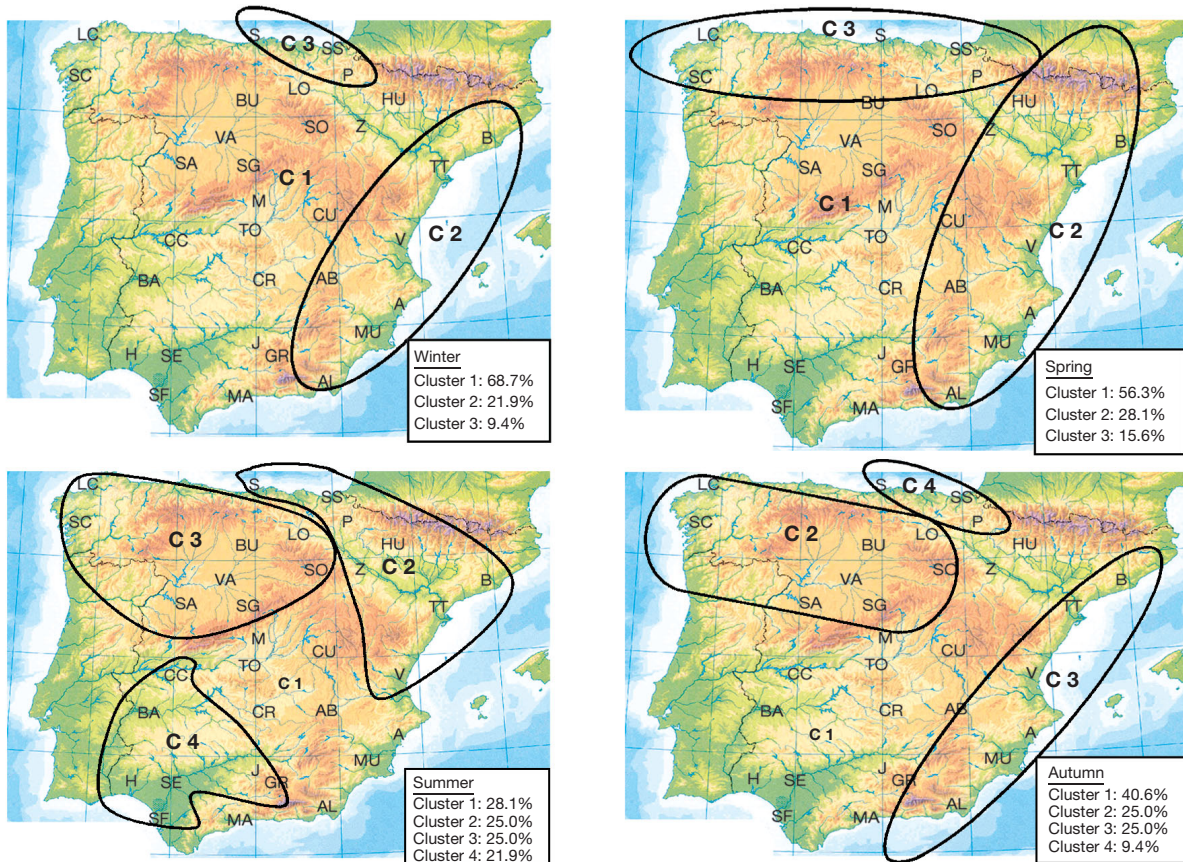 LC S C 3 SS
SC P
LO
BU HU
VA SO Z B
SA SG TT
C 1
M CU
TO C 2
CC V
BA CR AB
A
MU
J
H SE GR
SF MA AL
Winter
Cluster 1: 68.7%
Cluster 2: 21.9%
Cluster 3: 9.4%
C 3
LC S SS
SC P
LO
BU HU
VA SO Z B
SA SG TT
C 1 M CU
TO C 2
CC V
BA CR AB
A
MU
J
H SE GR
SF MA AL
Spring
Cluster 1: 56.3%
Cluster 2: 28.1%
Cluster 3: 15.6%
LC S SS
SC P
C 3 LO
BU HU
C 2
VA SO Z B
SA SG TT
M CU
TO
CC V
C 1
BA CR AB
A
C 4
MU
J
H SE GR
SF MA AL
Summer
Cluster 1: 28.1%
Cluster 2: 25.0%
Cluster 3: 25.0%
Cluster 4: 21.9%
LC S C 4 SS
SC P
C 2 LO
BU HU
VA SO Z B
SA SG TT
M CU
TO
CC V C 3
BA CR AB
C 1 A
MU
J
H SE GR
SF MA AL
Autumn
Cluster 1: 40.6%
Cluster 2: 25.0%
Cluster 3: 25.0%
Cluster 4: 9.4%